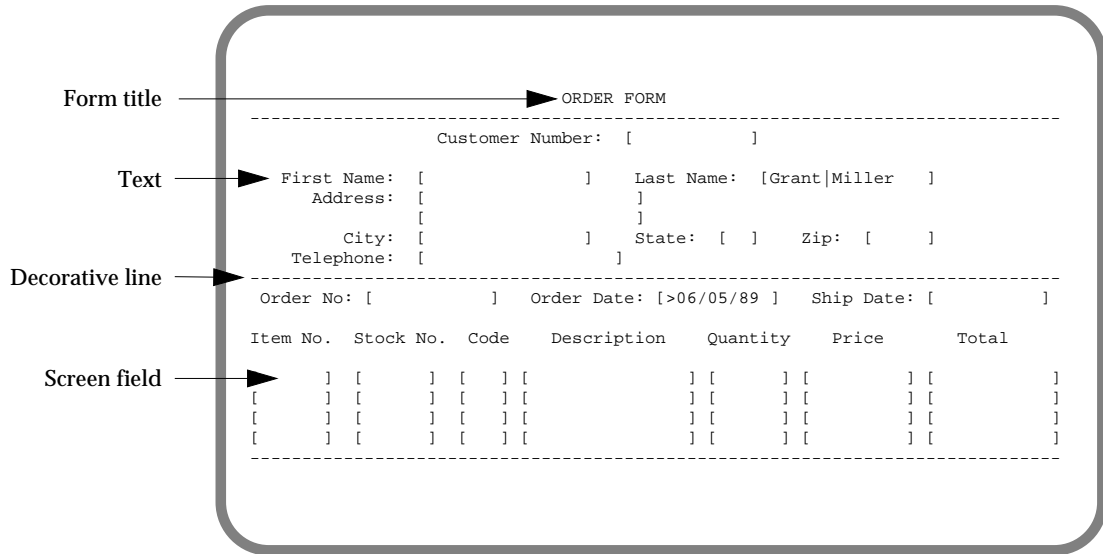 Form title
ORDER FORM
--------------------------------------------------------------------------------
Customer Number: [            ]
Text
First Name: [                ]    Last Name: [Grant|Miller   ]
Address: [                     ]
[                     ]
City: [                ]    State: [  ]    Zip: [     ]
Telephone: [                   ]
Decorative line
--------------------------------------------------------------------------------
Order No: [            ]   Order Date: [>06/05/89 ]   Ship Date: [           ]
Item No.  Stock No.  Code    Description    Quantity    Price        Total
Screen field
]  [       ]  [    ] [                ] [       ] [          ] [            ]
[       ]  [       ]  [    ] [                ] [       ] [          ] [            ]
[       ]  [       ]  [    ] [                ] [       ] [          ] [            ]
[       ]  [       ]  [    ] [                ] [       ] [          ] [            ]
--------------------------------------------------------------------------------